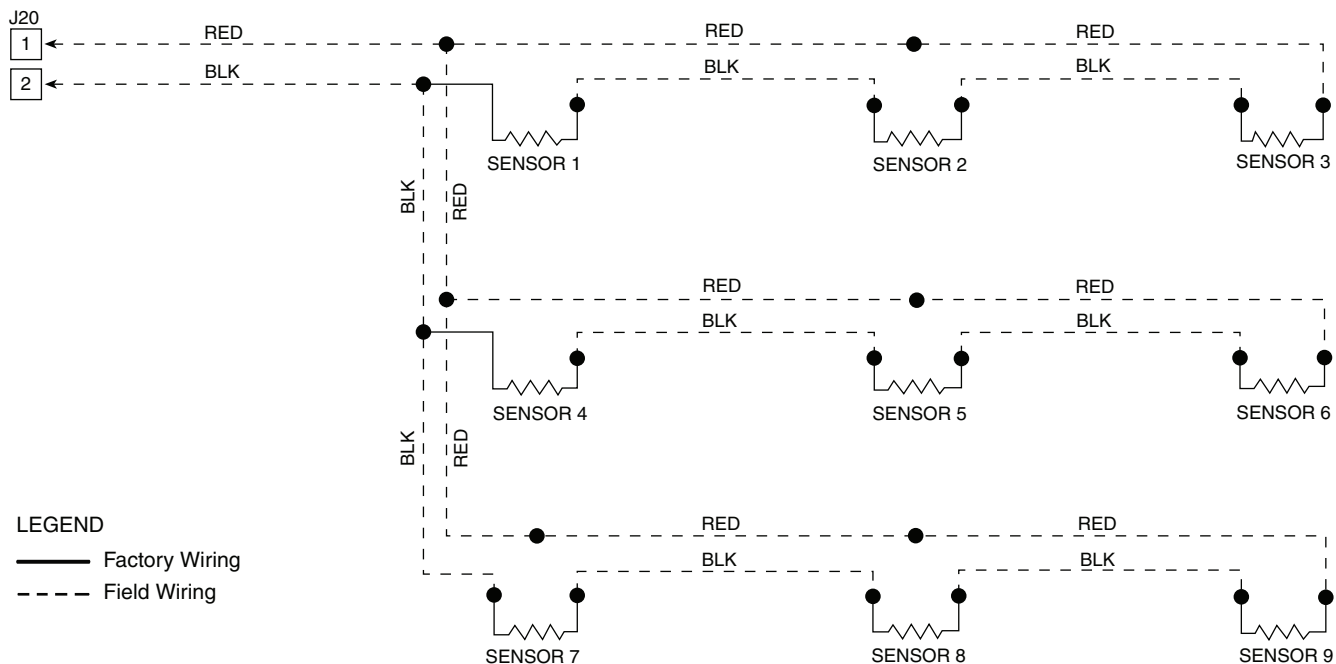 J20
1
RED
RED
RED
2
BLK
BLK
BLK
SENSOR 1
SENSOR 2
SENSOR 3
BLK
RED
RED
RED
BLK
BLK
SENSOR 4
SENSOR 5
SENSOR 6
BLK
RED
RED
RED
BLK
BLK
SENSOR 7
SENSOR 8
SENSOR 9
LEGEND
Factory Wiring
Field Wiring